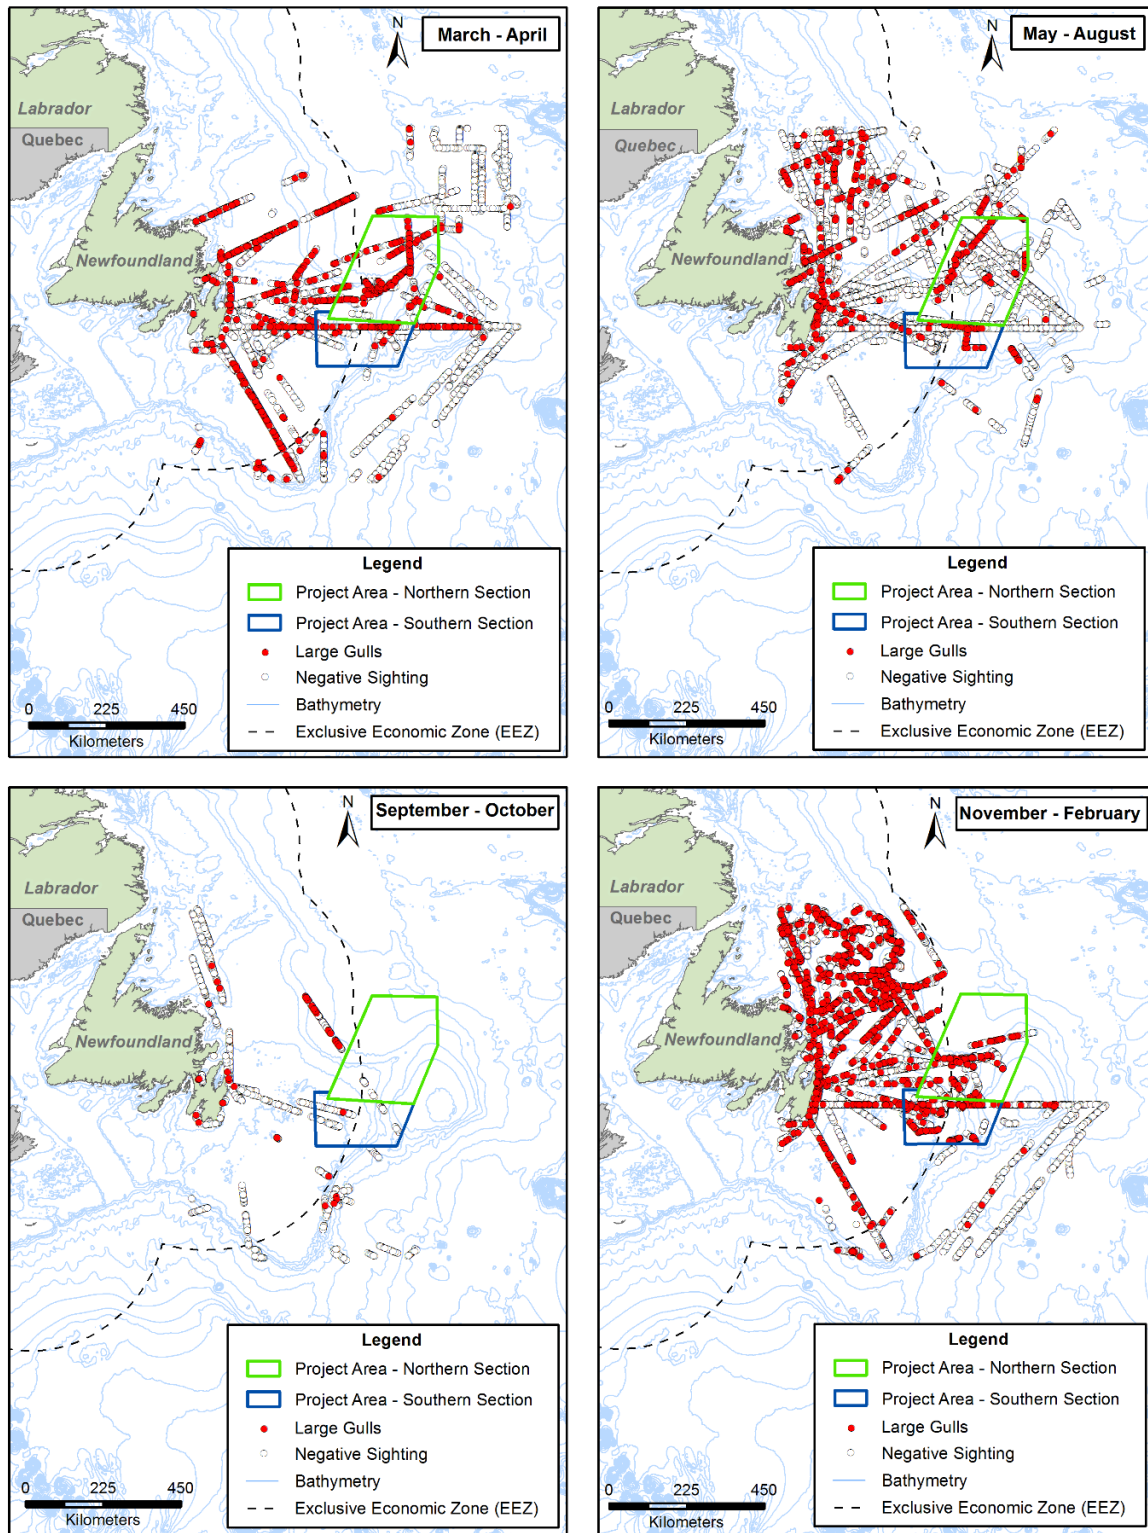 March - April
N
Labrador
Quebec
Newfoundland
Legend
Project Area - Northern Section
Project Area - Southern Section
Large Gulls
Negative Sighting
Bathymetry
Exclusive Economic Zone (EEZ)
0 225 450
Kilometers
May - August
N
Labrador
Quebec
Newfoundland
Legend
Project Area - Northern Section
Project Area - Southern Section
Large Gulls
Negative Sighting
Bathymetry
Exclusive Economic Zone (EEZ)
0 225 450
Kilometers
September - October
N
Labrador
Quebec
Newfoundland
Legend
Project Area - Northern Section
Project Area - Southern Section
Large Gulls
Negative Sighting
Bathymetry
Exclusive Economic Zone (EEZ)
0 225 450
Kilometers
November - February
N
Labrador
Quebec
Newfoundland
Legend
Project Area - Northern Section
Project Area - Southern Section
Large Gulls
Negative Sighting
Bathymetry
Exclusive Economic Zone (EEZ)
0 225 450
Kilometers